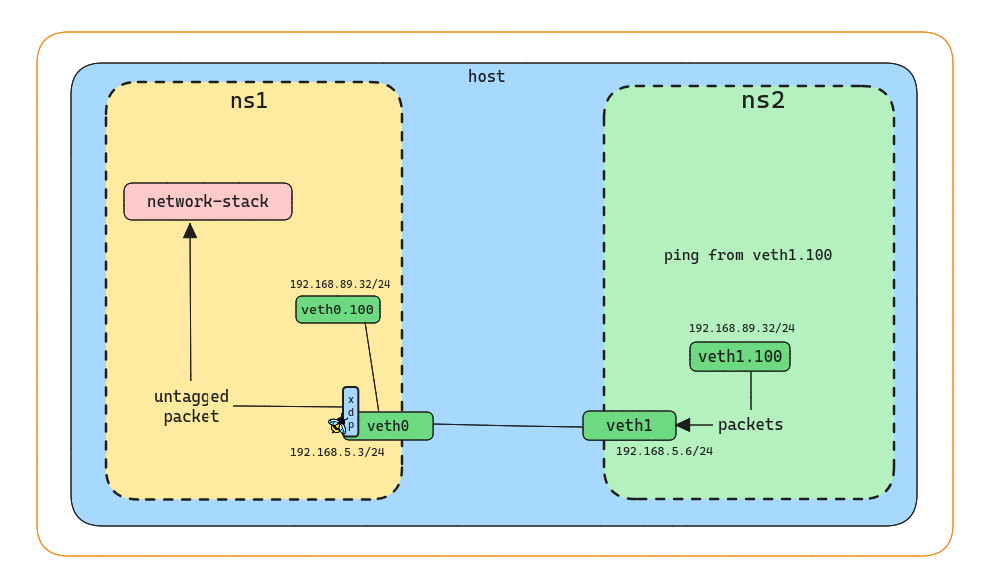 host
ns1
ns2
network-stack
ping from veth1.100
192.168.89.32/24
veth0.100
192.168.89.32/24
veth1.100
untagged
packet
x
d
p
veth0
192.168.5.3/24
veth1
packets
192.168.5.6/24